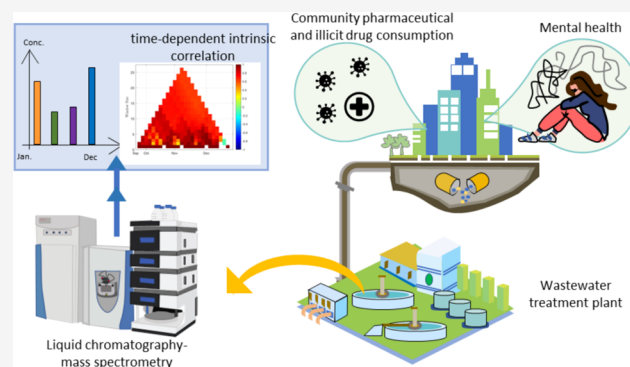 Conc.
time-dependent intrinsic
correlation
Jan.
Dec
Community pharmaceutical
and illicit drug consumption
Mental health
Liquid chromatography-
mass spectrometry
Wastewater
treatment plant